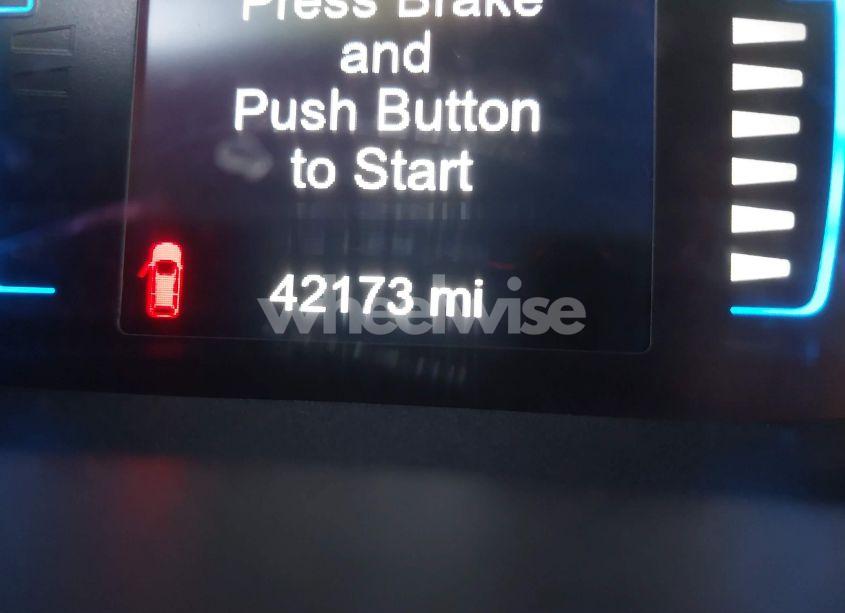 Press Brake
and
Push Button
to Start
42173 mi
wheelwise